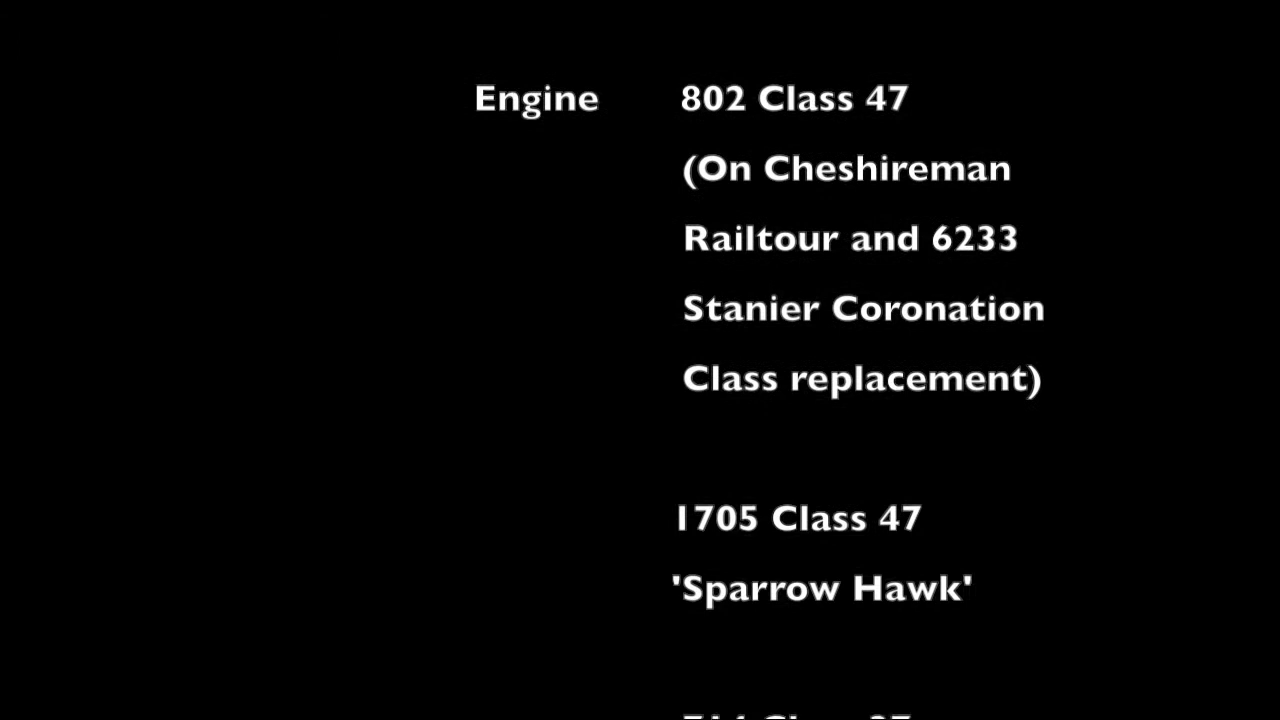 Engine 802 Class 47
(On Cheshireman
Railtour and 6233
Stanier Coronation
Class replacement)
1705 Class 47
'Sparrow Hawk'